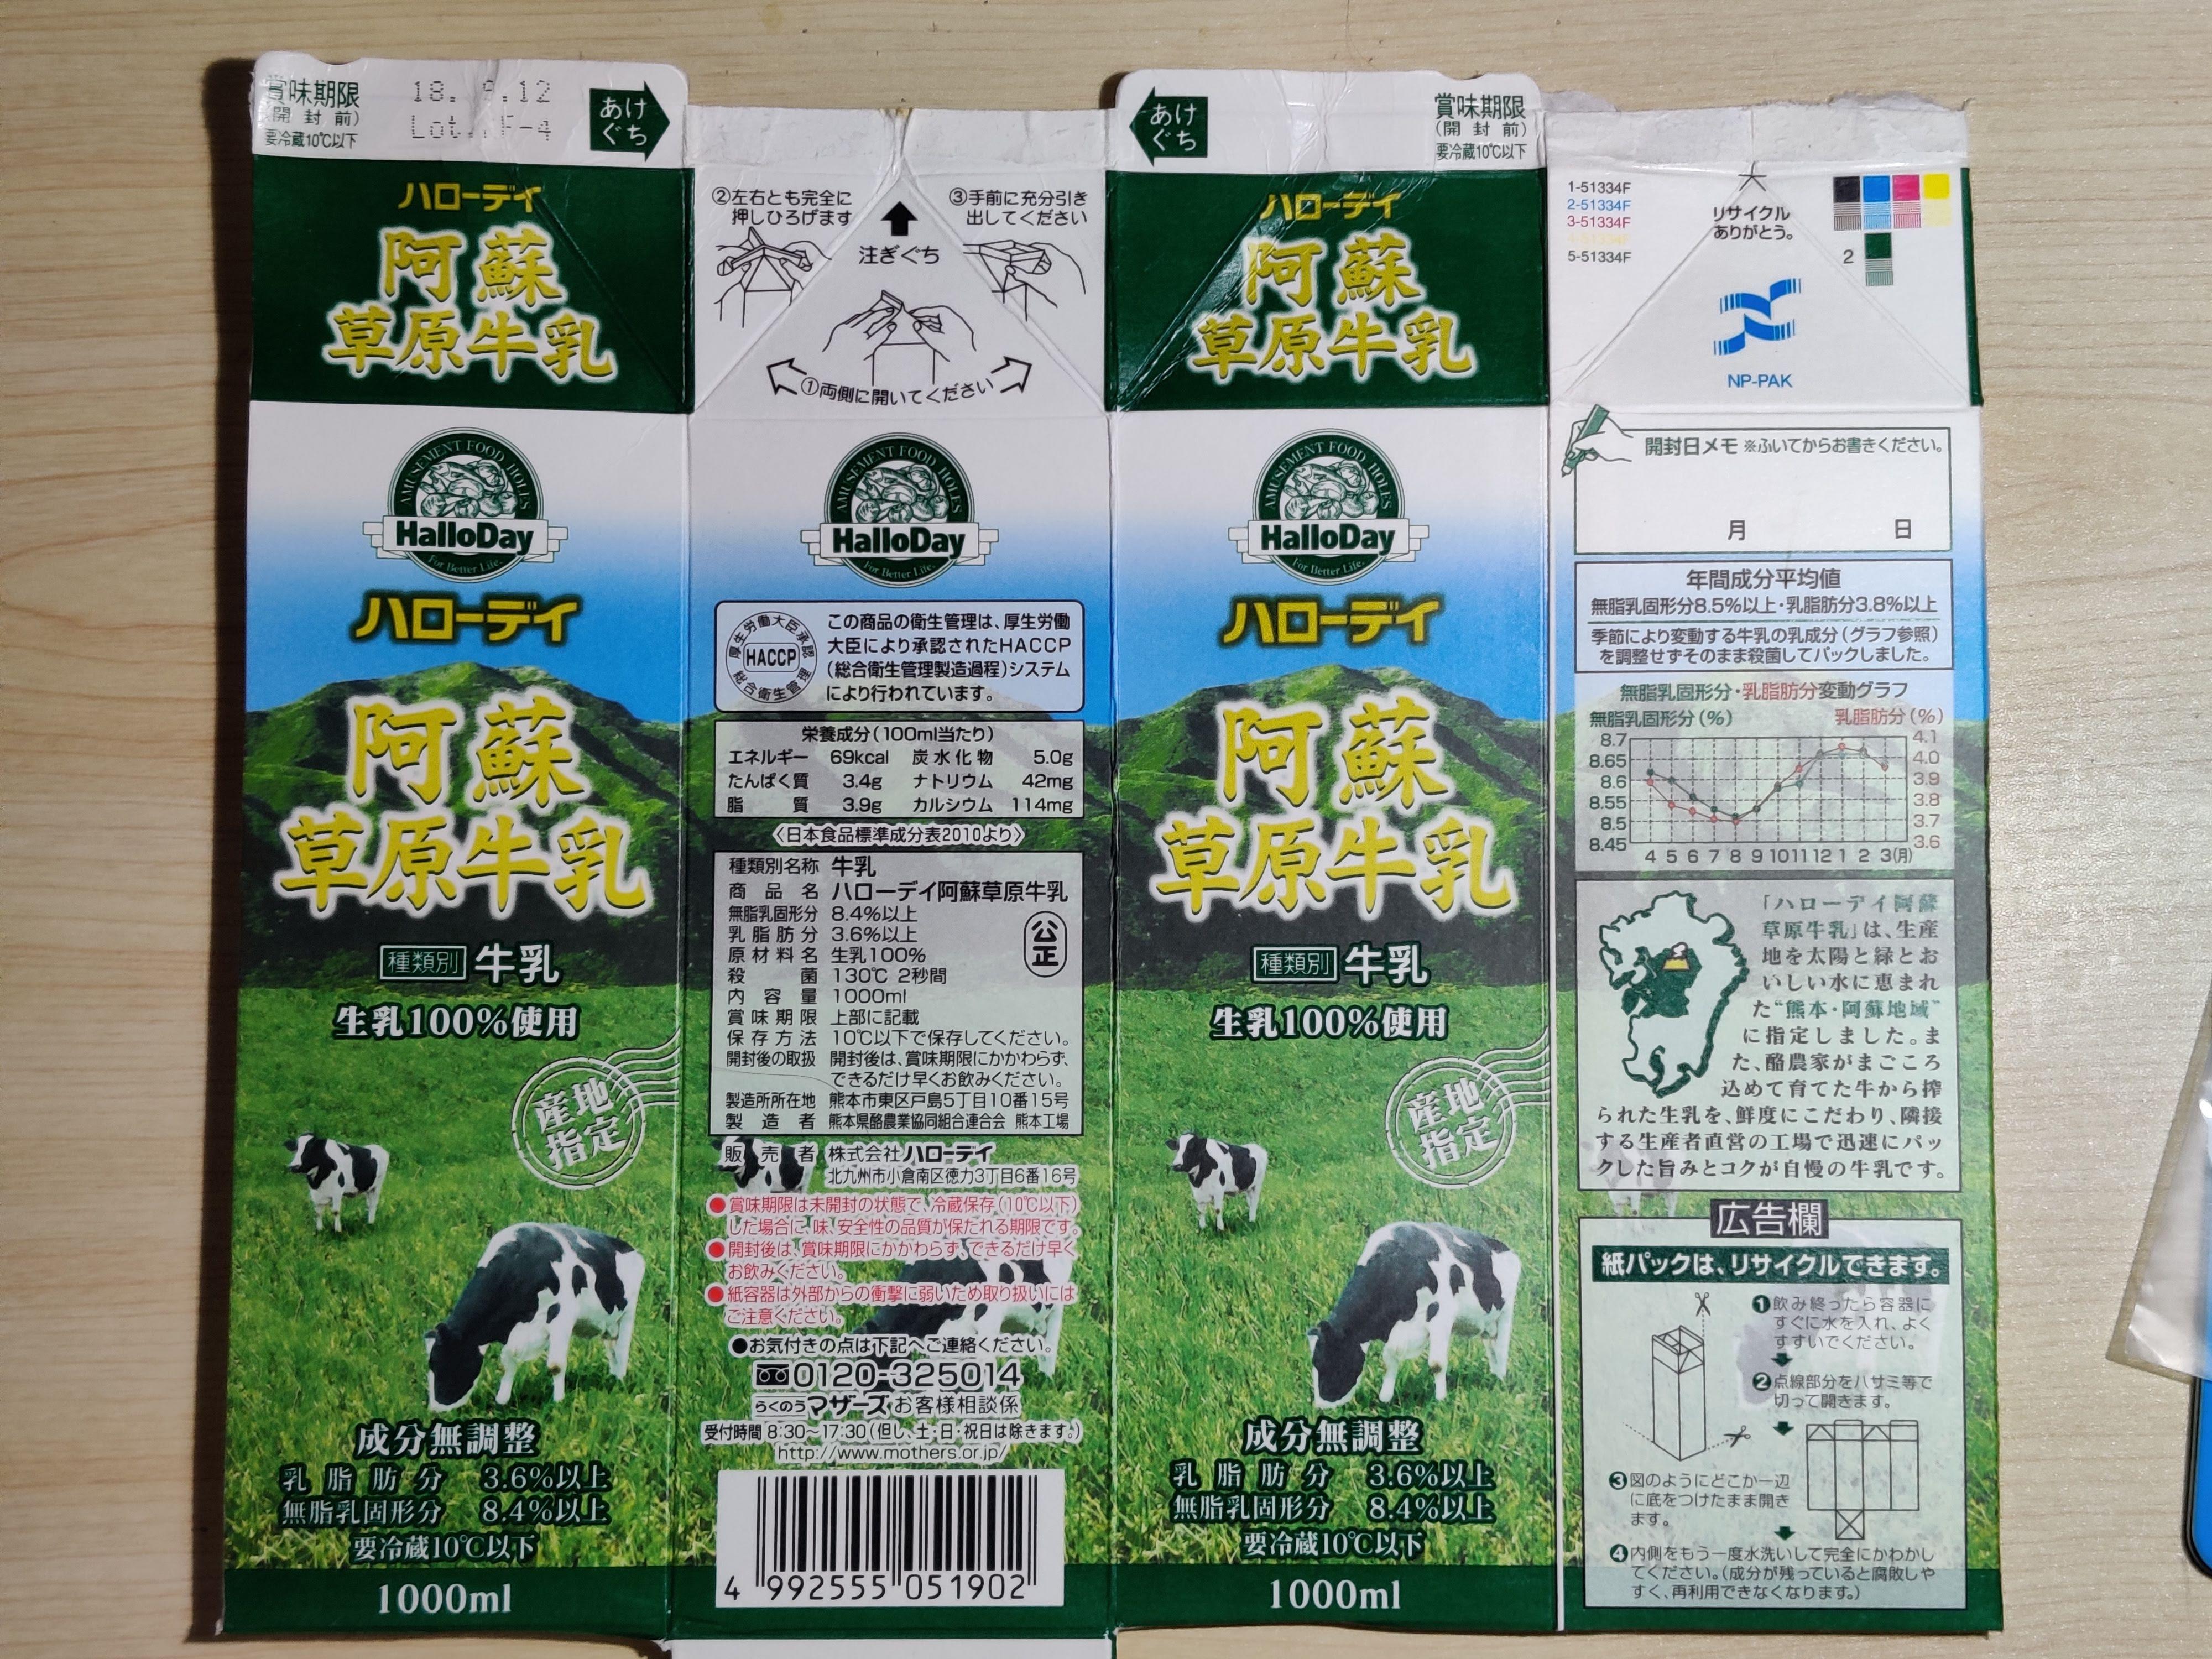 賞味期限
(開封前)
要冷蔵10℃以下
18. 9.12
Lot. F-4
あけ
ぐち
ハローデイ
阿蘇
草原牛乳
AMUSEMENT FOOD HOLE'S
HalloDay
For Better Life.
ハローデイ
阿蘇
草原牛乳
種類別 牛乳
生乳100%使用
産地
指定
成分無調整
乳脂肪分 3.6%以上
無脂乳固形分 8.4%以上
要冷蔵10℃以下
1000ml
②左右とも完全に
押しひろげます
③手前に充分引き
出してください
注ぎぐち
①両側に開いてください
AMUSEMENT FOOD HOLE'S
HalloDay
For Better Life.
厚生労働大臣承認
HACCP
総合衛生管理
この商品の衛生管理は、厚生労働
大臣により承認されたHACCP
(総合衛生管理製造過程)システム
により行われています。
栄養成分(100ml当たり)
エネルギー 69kcal 炭水化物 5.0g
たんぱく質 3.4g ナトリウム 42mg
脂質 3.9g カルシウム 114mg
〈日本食品標準成分表2010より〉
種類別名称 牛乳
商品名 ハローデイ阿蘇草原牛乳
無脂乳固形分 8.4%以上
乳脂肪分 3.6%以上
原材料名 生乳100%
殺菌 130℃ 2秒間
内容量 1000ml
賞味期限 上部に記載
保存方法 10℃以下で保存してください。
開封後の取扱 開封後は、賞味期限にかかわらず、
できるだけ早くお飲みください。
製造所所在地 熊本市東区戸島5丁目10番15号
製造者 熊本県酪農業協同組合連合会 熊本工場
公正
販売者 株式会社ハローデイ
北九州市小倉南区徳力3丁目6番16号
●賞味期限は未開封の状態で、冷蔵保存(10℃以下)
した場合に、味、安全性の品質が保たれる期限です。
●開封後は、賞味期限にかかわらず、できるだけ早く
お飲みください。
●紙容器は外部からの衝撃に弱いため取り扱いには
ご注意ください。
●お気付きの点は下記へご連絡ください。
0120-325014
らくのうマザーズお客様相談係
受付時間 8:30~17:30(但し、土・日・祝日は除きます。)
http://www.mothers.or.jp/
4 992555 051902
あけ
ぐち
賞味期限
(開封前)
要冷蔵10℃以下
ハローデイ
阿蘇
草原牛乳
AMUSEMENT FOOD HOLE'S
HalloDay
For Better Life.
ハローデイ
阿蘇
草原牛乳
種類別 牛乳
生乳100%使用
産地
指定
成分無調整
乳脂肪分 3.6%以上
無脂乳固形分 8.4%以上
要冷蔵10℃以下
1000ml
1-51334F
2-51334F
3-51334F
5-51334F
リサイクル
ありがとう。
2
NP-PAK
開封日メモ ※ふいてからお書きください。
月 日
年間成分平均値
無脂乳固形分8.5%以上・乳脂肪分3.8%以上
季節により変動する牛乳の乳成分(グラフ参照)
を調整せずそのまま殺菌してパックしました。
無脂乳固形分・乳脂肪分変動グラフ
無脂乳固形分(%) 乳脂肪分(%)
8.7 4.1
8.65 4.0
8.6 3.9
8.55 3.8
8.5 3.7
8.45 3.6
4 5 6 7 8 9 10 11 12 1 2 3(月)
「ハローデイ阿蘇
草原牛乳」は、生産
地を太陽と緑とお
いしい水に恵まれ
た“熊本・阿蘇地域”
に指定しました。ま
た、酪農家がまごころ
込めて育てた牛から搾
られた生乳を、鮮度にこだわり、隣接
する生産者直営の工場で迅速にパッ
クした旨みとコクが自慢の牛乳です。
広告欄
紙パックは、リサイクルできます。
❶飲み終ったら容器に
すぐに水を入れ、よく
すすいでください。
❷点線部分をハサミ等で
切って開きます。
❸図のようにどこか一辺
に底をつけたまま開き
ます。
❹内側をもう一度水洗いして完全にかわかし
てください。(成分が残っていると腐敗しや
すく、再利用できなくなります。)